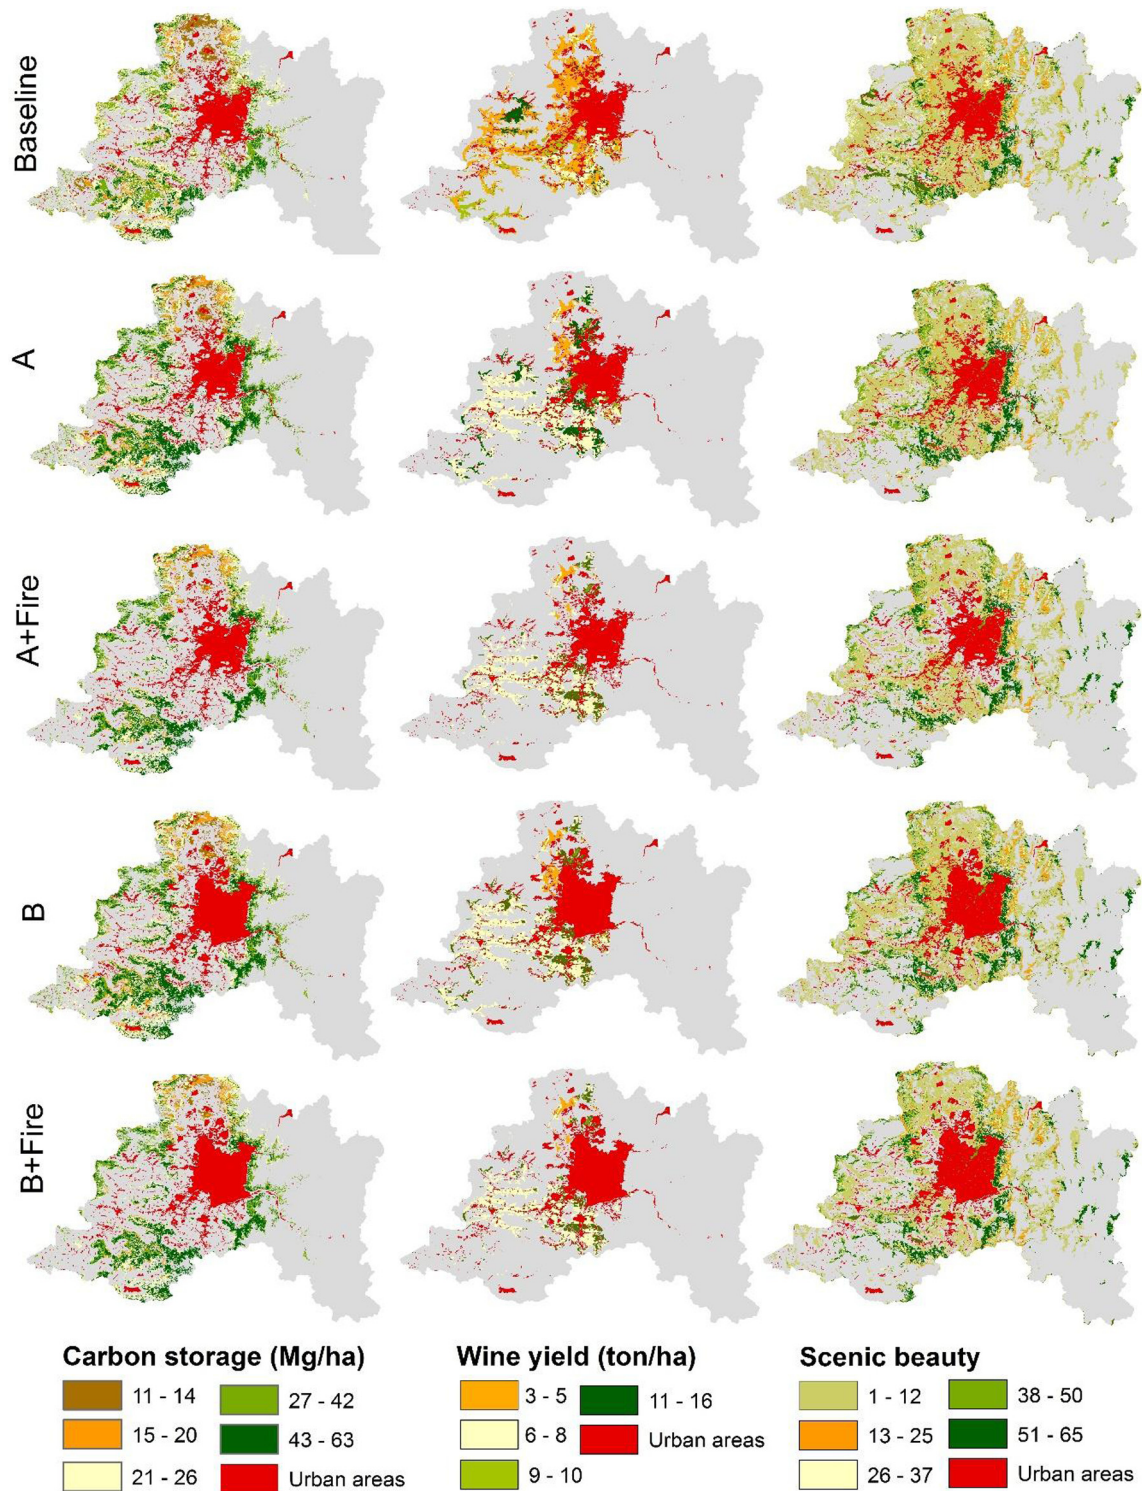 Baseline
A
A+Fire
B
B+Fire
Carbon storage (Mg/ha)
11 - 14
27 - 42
15 - 20
43 - 63
21 - 26
Urban areas
Wine yield (ton/ha)
3 - 5
11 - 16
6 - 8
Urban areas
9 - 10
Scenic beauty
1 - 12
38 - 50
13 - 25
51 - 65
26 - 37
Urban areas